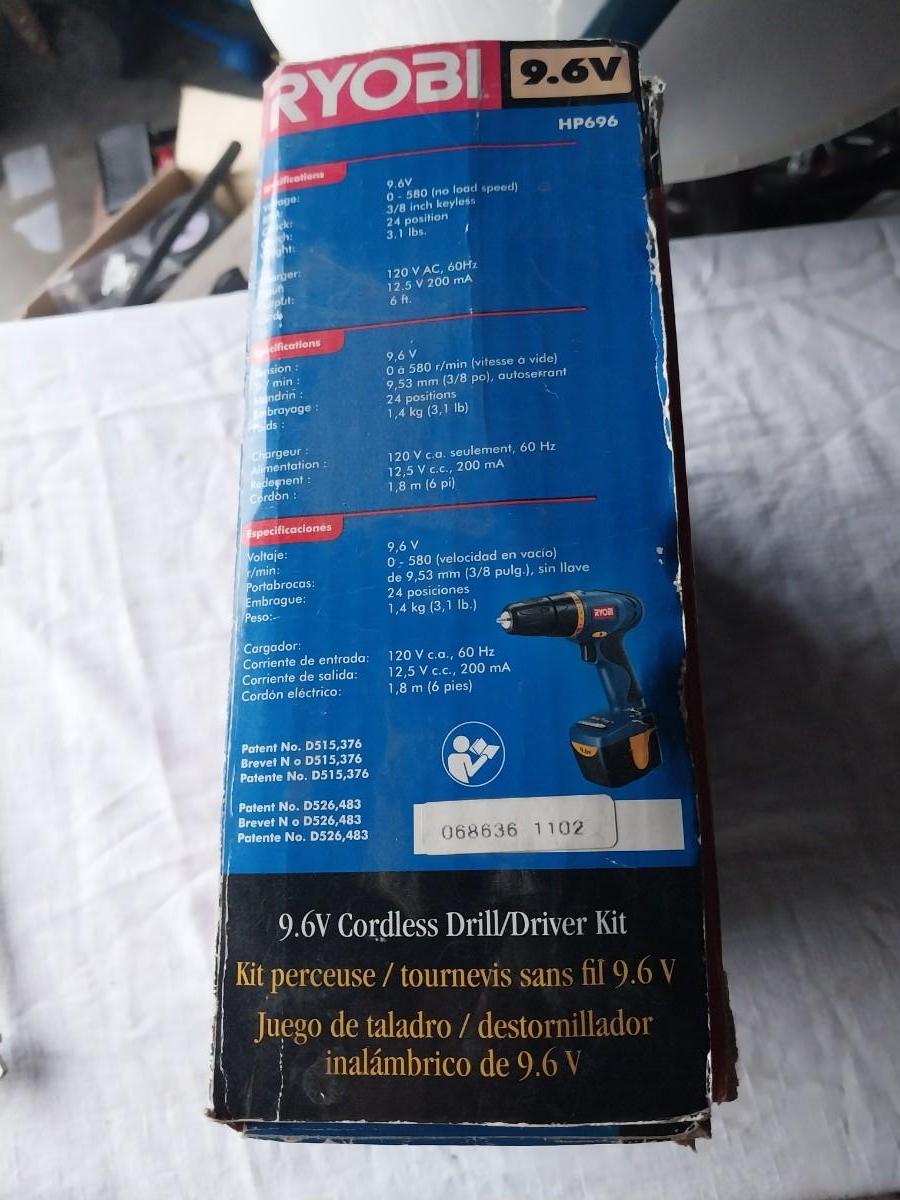 RYOBI 9.6V
HP696
9.6V
0 - 580 (no load speed)
3/8 inch keyless
24 position
3.1 lbs.
120 V AC, 60Hz
12.5 V 200 mA
6 ft.
9,6 V
0 à 580 r/min (vitesse à vide)
/ min : 9,53 mm (3/8 po), autoserrant
24 positions
1,4 kg (3,1 lb)
Chargeur :
Alimentation : 120 V c.a. seulement, 60 Hz
12,5 V c.c., 200 mA
Cordon : 1,8 m (6 pi)
Especificaciones
Voltaje: 9,6 V
r/min: 0 - 580 (velocidad en vacío)
Portabrocas: de 9,53 mm (3/8 pulg.), sin llave
Embrague: 24 posiciones
Peso: 1,4 kg (3,1 lb.)
RYOBI
Cargador:
Corriente de entrada: 120 V c.a., 60 Hz
Corriente de salida: 12,5 V c.c., 200 mA
Cordón eléctrico: 1,8 m (6 pies)
Patent No. D515,376
Brevet N o D515,376
Patente No. D515,376
Patent No. D526,483
Brevet N o D526,483
Patente No. D526,483
068636 1102
9.6V Cordless Drill/Driver Kit
Kit perceuse / tournevis sans fil 9.6 V
Juego de taladro / destornillador
inalámbrico de 9.6 V